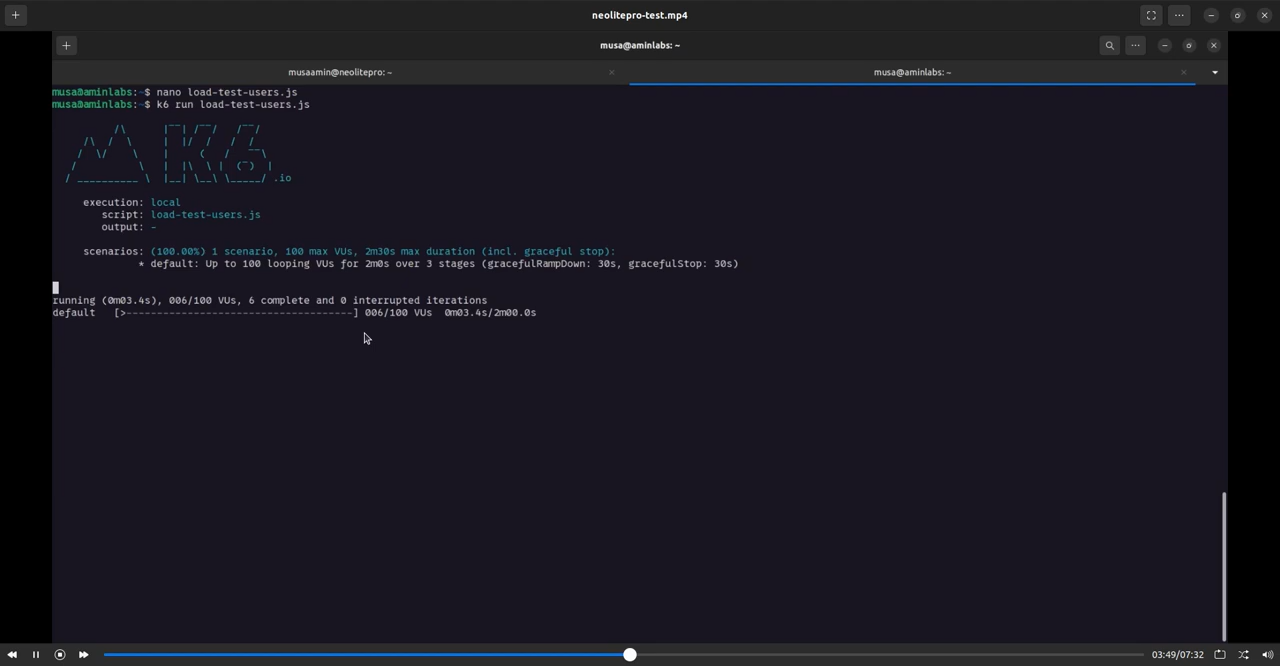 neolitepro-test.mp4
musa@aminlabs: ~
musaamin@neolitepro: ~
musa@aminlabs: ~
musa@aminlabs:~$ nano load-test-users.js
musa@aminlabs:~$ k6 run load-test-users.js
/\ |‾‾| /‾‾/ /‾‾/
/\ / \ | |/ / / /
/ \/ \ | ( / ‾‾\
/ \ | |\ \ | (‾) |
/ __________ \ |__| \__\ \_____/ .io
execution: local
script: load-test-users.js
output: -
scenarios: (100.00%) 1 scenario, 100 max VUs, 2m30s max duration (incl. graceful stop):
* default: Up to 100 looping VUs for 2m0s over 3 stages (gracefulRampDown: 30s, gracefulStop: 30s)
running (0m03.4s), 006/100 VUs, 6 complete and 0 interrupted iterations
default [>-------------------------------------] 006/100 VUs 0m03.4s/2m00.0s
03:49/07:32